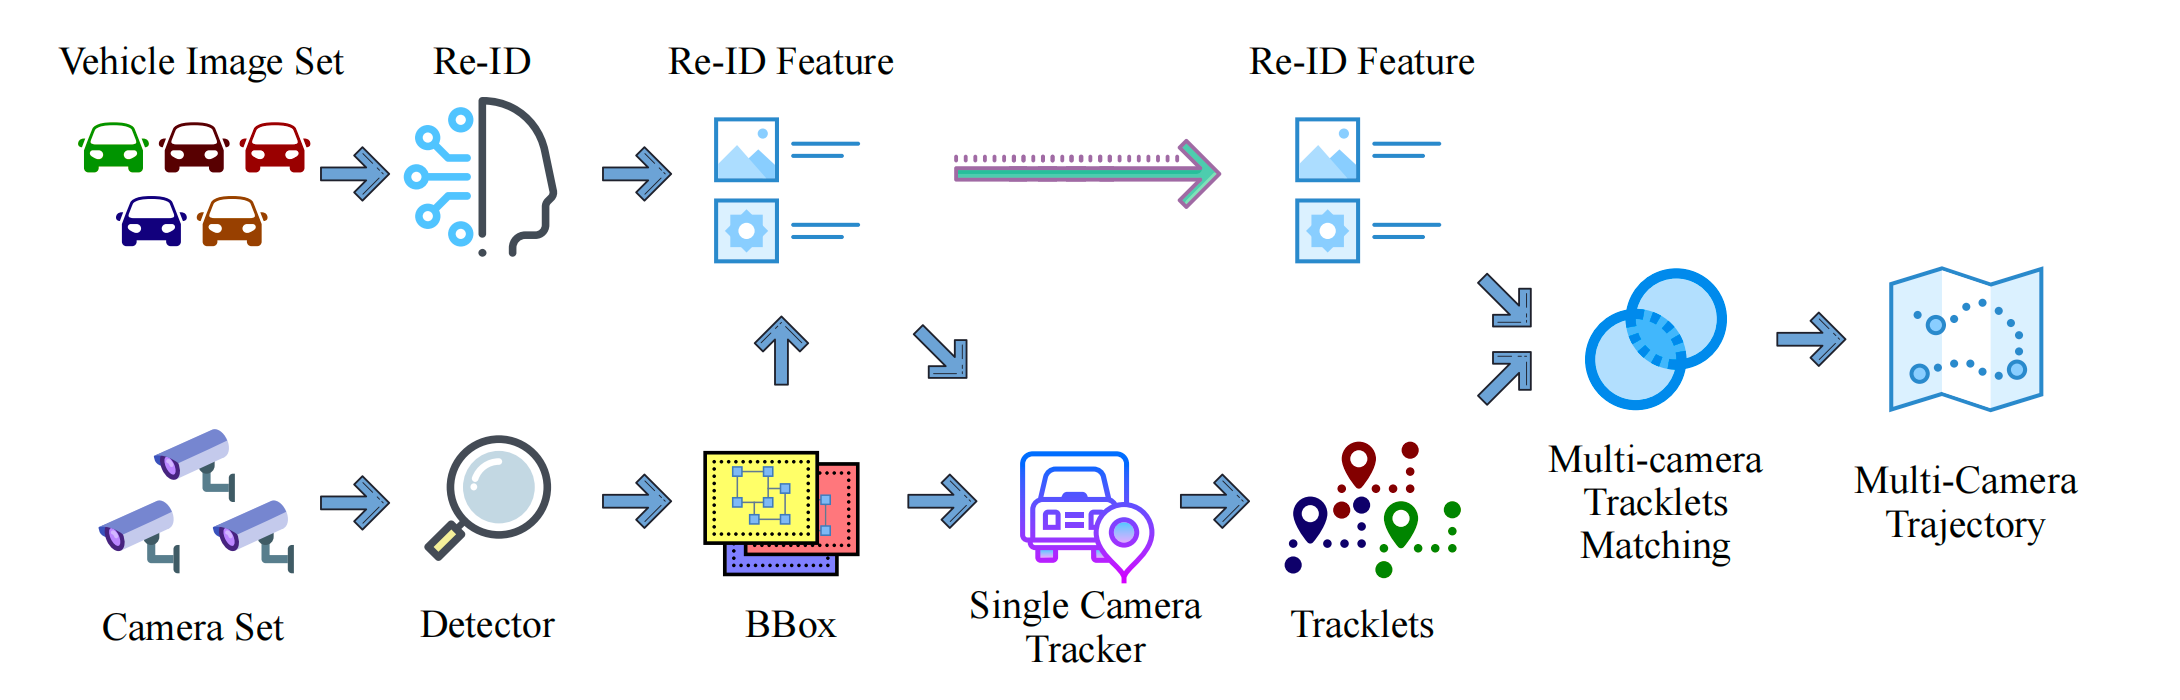 Vehicle Image Set
Re-ID
Re-ID Feature
Re-ID Feature
Camera Set
Detector
BBox
Single Camera
Tracker
Tracklets
Multi-camera
Tracklets
Matching
Multi-Camera
Trajectory